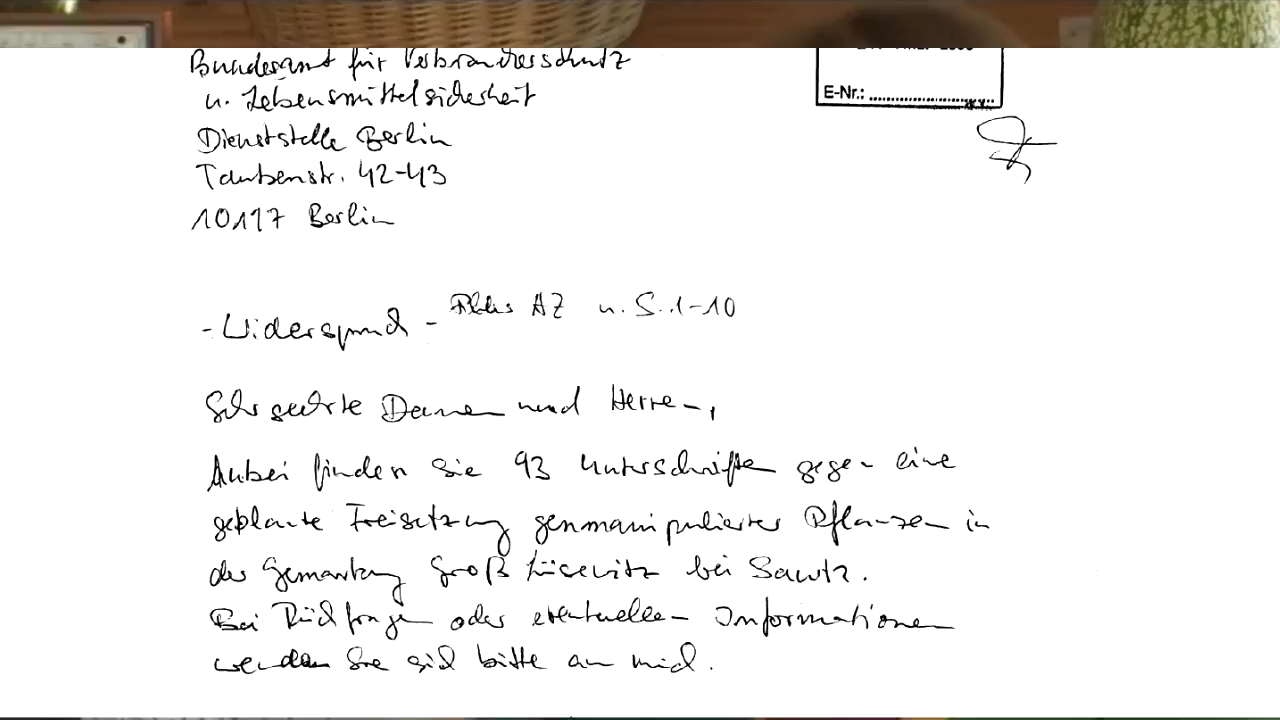 Bundesamt für Verbraucherschutz
u. Lebensmittelsicherheit
Dienststelle Berlin
Taubenstr. 42-43
10117 Berlin
E-Nr.:
- Widerspruch - AZ u. S. 1-10
Sehr geehrte Damen und Herren,
Anbei finden Sie 93 Unterschriften gegen eine
geplante Freisetzung genmanipulierter Pflanzen in
der Gemarkung Groß Lüsewitz bei Sanitz.
Bei Rückfragen oder eventuellen Informationen
wenden Sie sich bitte an mich.